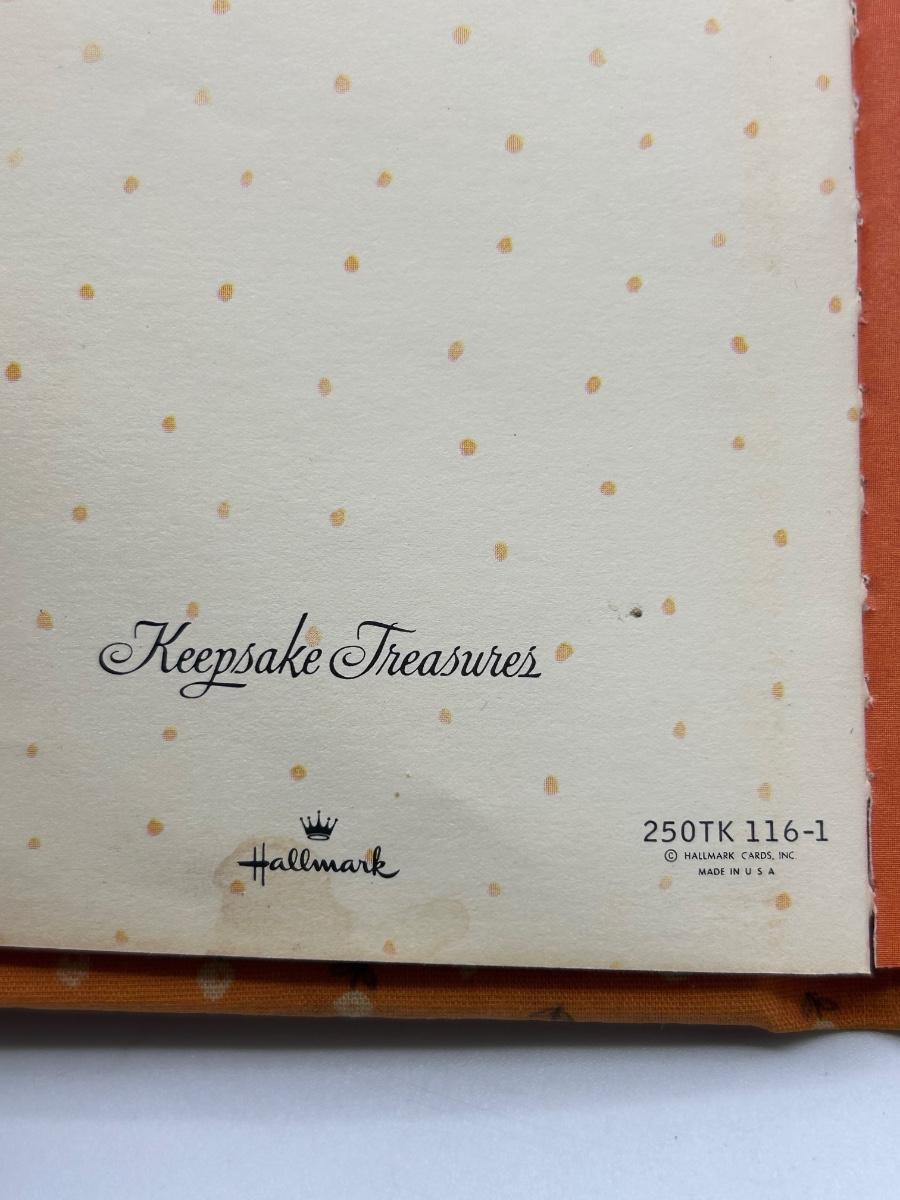 Keepsake Treasures
Hallmark
250TK 116-1
© HALLMARK CARDS, INC.
MADE IN U S A